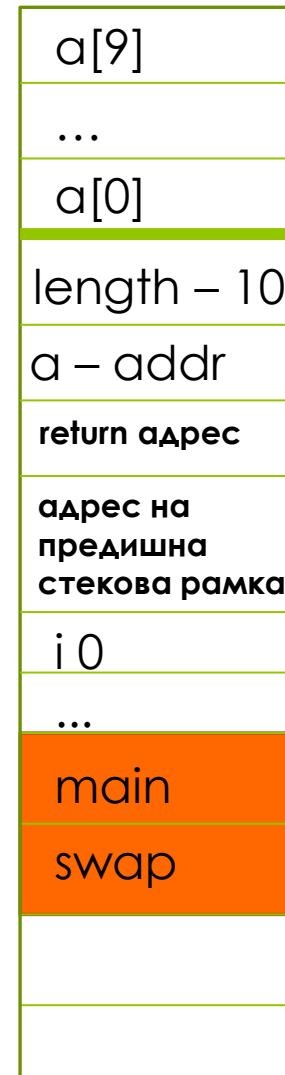 a[9]
…
a[0]
length – 10
a – addr
return адрес
адрес на
предишна
стекова рамка
i 0
...
main
swap